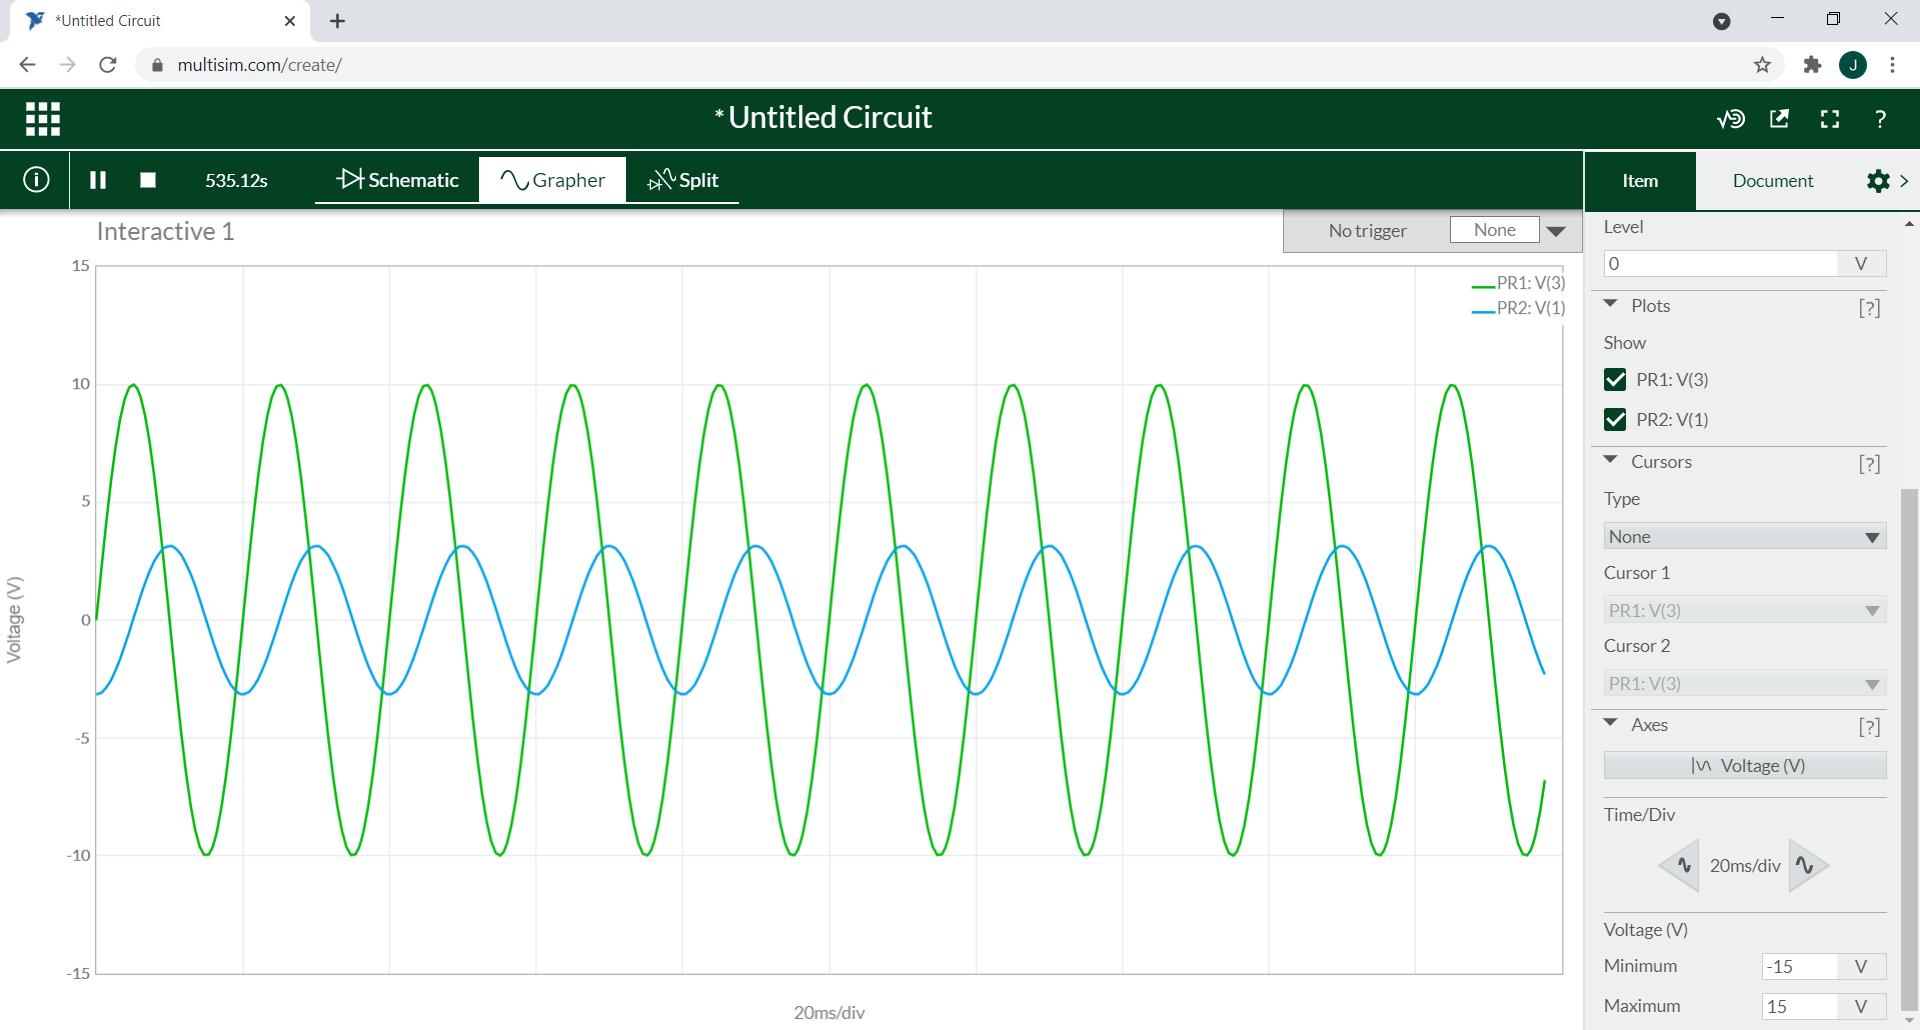 *Untitled Circuit
multisim.com/create/
J
*Untitled Circuit
?
535.12s
Schematic
Grapher
Split
Item
Document
Interactive 1
No trigger
None
PR1: V(3)
PR2: V(1)
15
10
5
0
-5
-10
-15
Voltage (V)
20ms/div
Level
0 V
Plots [?]
Show
PR1: V(3)
PR2: V(1)
Cursors [?]
Type
None
Cursor 1
PR1: V(3)
Cursor 2
PR1: V(3)
Axes [?]
Voltage (V)
Time/Div
20ms/div
Voltage (V)
Minimum -15 V
Maximum 15 V